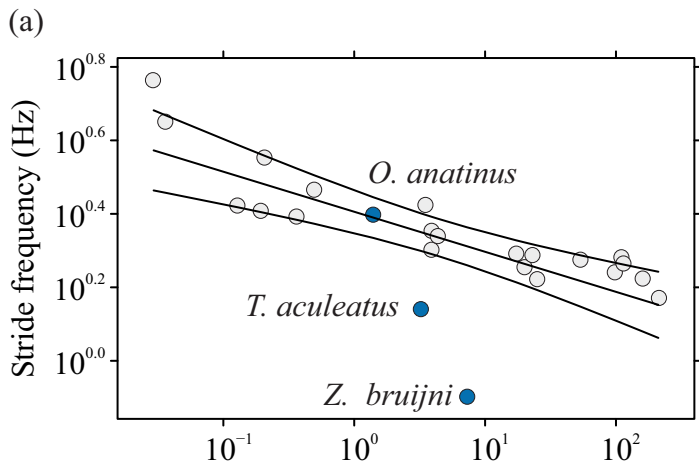 (a)
Stride frequency (Hz)
10^0.8
10^0.6
10^0.4
10^0.2
10^0.0
O. anatinus
T. aculeatus
Z. bruijni
10^−1
10^0
10^1
10^2